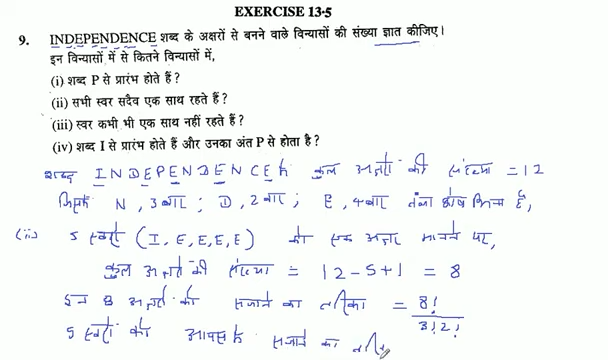 EXERCISE 13·5
9. INDEPENDENCE शब्द के अक्षरों से बनने वाले विन्यासों की संख्या ज्ञात कीजिए।
इन विन्यासों में से कितने विन्यासों में,
(i) शब्द P से प्रारंभ होते हैं ?
(ii) सभी स्वर सदैव एक साथ रहते हैं ?
(iii) स्वर कभी भी एक साथ नहीं रहते हैं ?
(iv) शब्द I से प्रारंभ होते हैं और उनका अंत P से होता है ?
शब्द INDEPENDENCE के कुल अक्षरों की संख्या = 12
जिसमें N, 3 बार ; D, 2 बार ; E, 4 बार तथा शेष भिन्न हैं,
(ii) 5 स्वरों (I, E, E, E, E) को एक अक्षर मानने पर,
कुल अक्षरों की संख्या = 12 - 5 + 1 = 8
इन 8 अक्षरों को सजाने का तरीका = 8! / 3! 2!
5 स्वरों को आपस में सजाने का